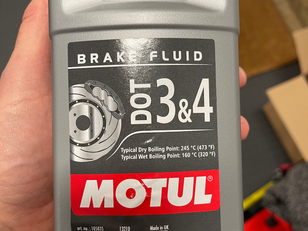 BRAKE FLUID
DOT 3&4
Typical Dry Boiling Point: 245 °C (473 °F)
Typical Wet Boiling Point: 160 °C (320 °F)
MOTUL
Made in UK